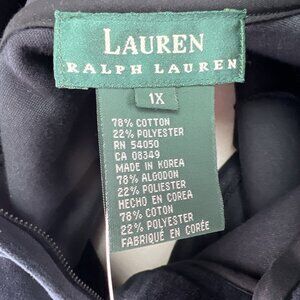 LAUREN
RALPH LAUREN
1X
78% COTTON
22% POLYESTER
RN 54050
CA 08349
MADE IN KOREA
78% ALGODON
22% POLIESTER
HECHO EN COREA
78% COTON
22% POLYESTER
FABRIQUÉ EN CORÉE